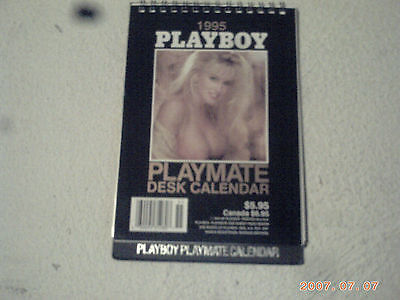 1995
PLAYBOY
PLAYMATE
DESK CALENDAR
$5.95
Canada $6.95
PLAYBOY PLAYMATE CALENDAR
2007.07.07